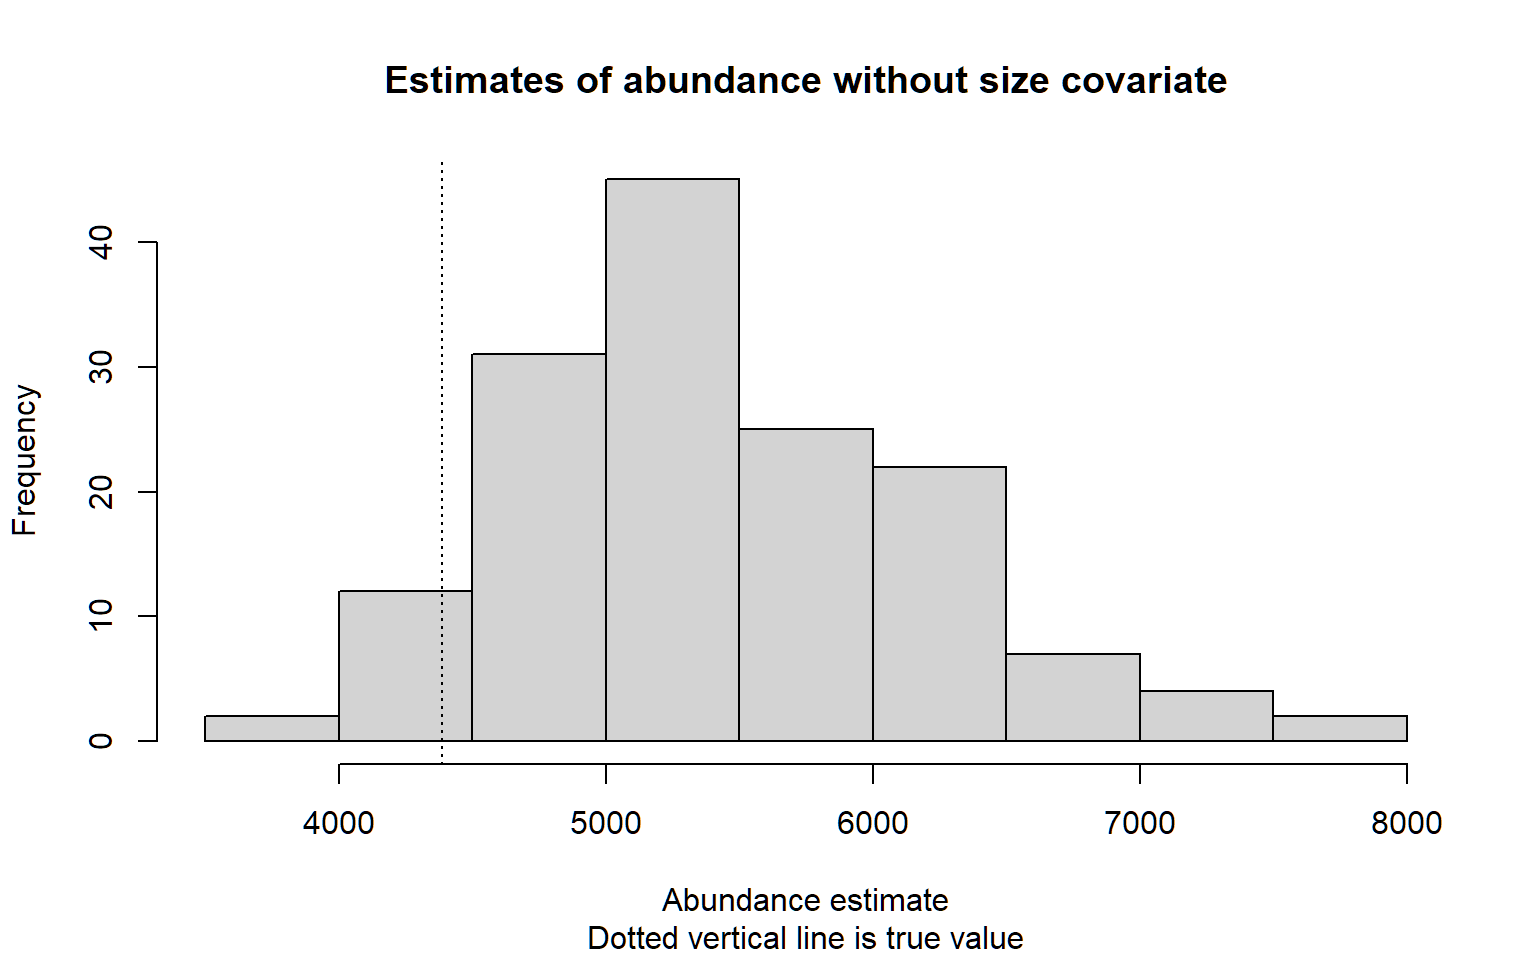 Estimates of abundance without size covariate
Frequency
40
30
20
10
0
4000 5000 6000 7000 8000
Abundance estimate
Dotted vertical line is true value